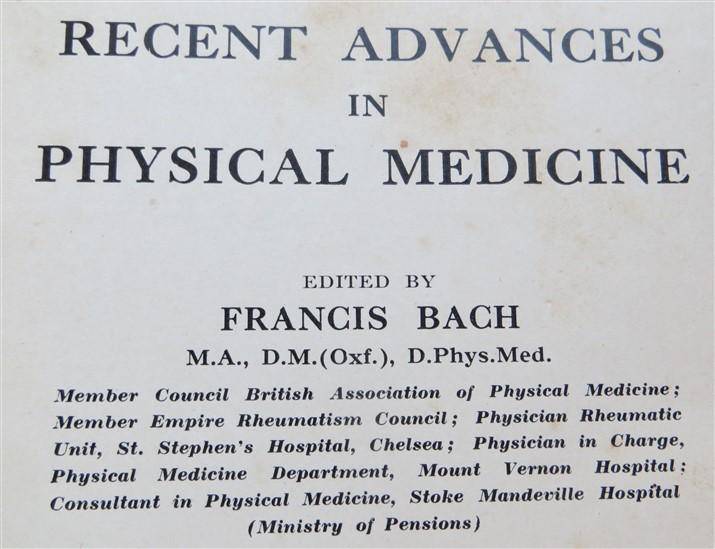 RECENT ADVANCES
IN
PHYSICAL MEDICINE
EDITED BY
FRANCIS BACH
M.A., D.M.(Oxf.), D.Phys.Med.
Member Council British Association of Physical Medicine;
Member Empire Rheumatism Council; Physician Rheumatic
Unit, St. Stephen's Hospital, Chelsea; Physician in Charge,
Physical Medicine Department, Mount Vernon Hospital;
Consultant in Physical Medicine, Stoke Mandeville Hospital
(Ministry of Pensions)